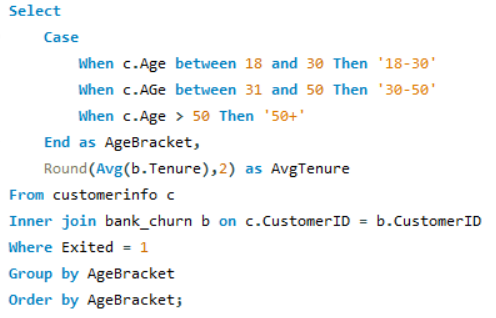 Select
Case
When c.Age between 18 and 30 Then '18-30'
When c.AGe between 31 and 50 Then '30-50'
When c.Age > 50 Then '50+'
End as AgeBracket,
Round(Avg(b.Tenure),2) as AvgTenure
From customerinfo c
Inner join bank_churn b on c.CustomerID = b.CustomerID
Where Exited = 1
Group by AgeBracket
Order by AgeBracket;